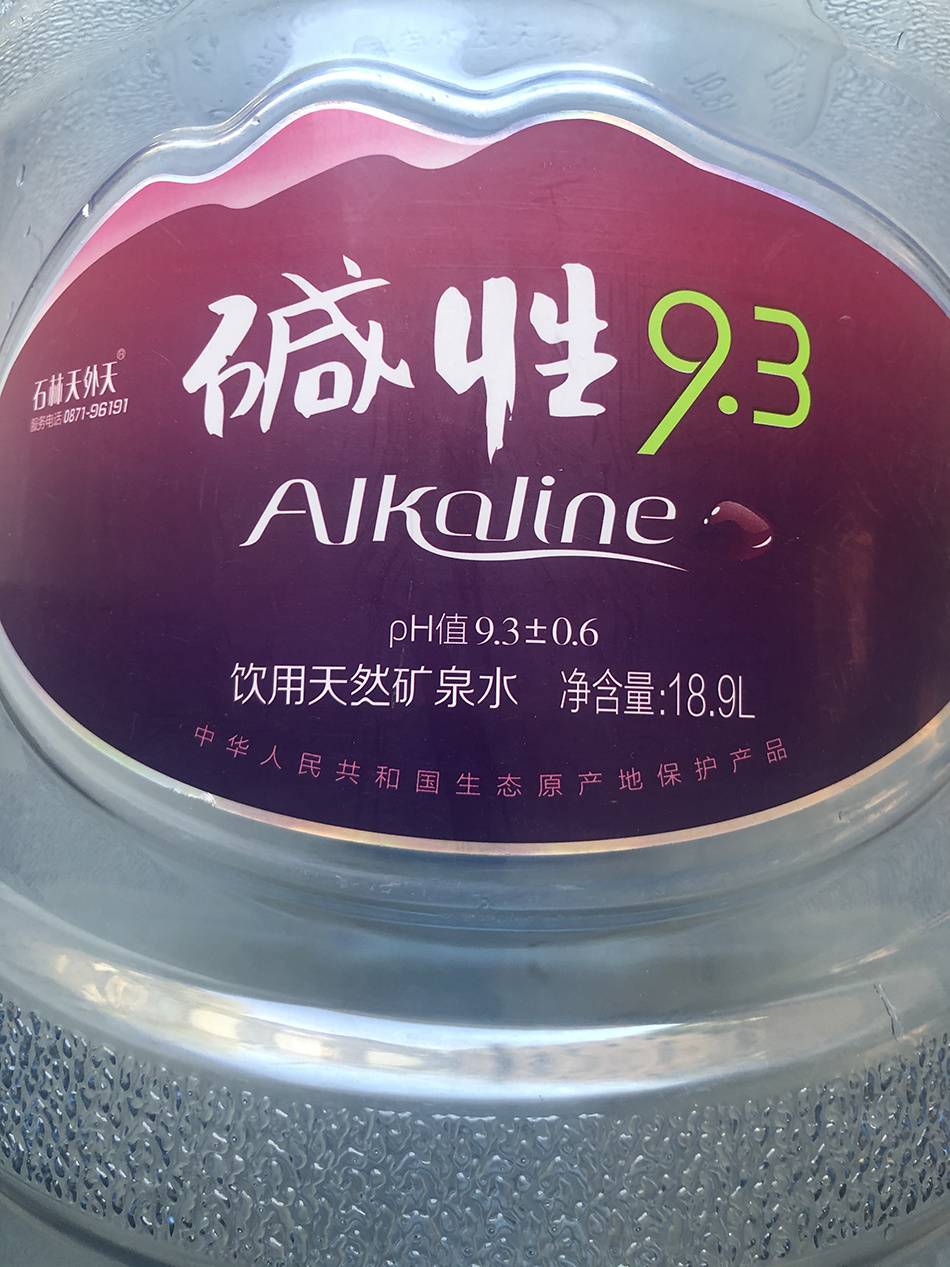 碱性9.3
石林天外天®
服务电话 0871-96191
Alkaline
pH值 9.3±0.6
饮用天然矿泉水 净含量:18.9L
中华人民共和国生态原产地保护产品